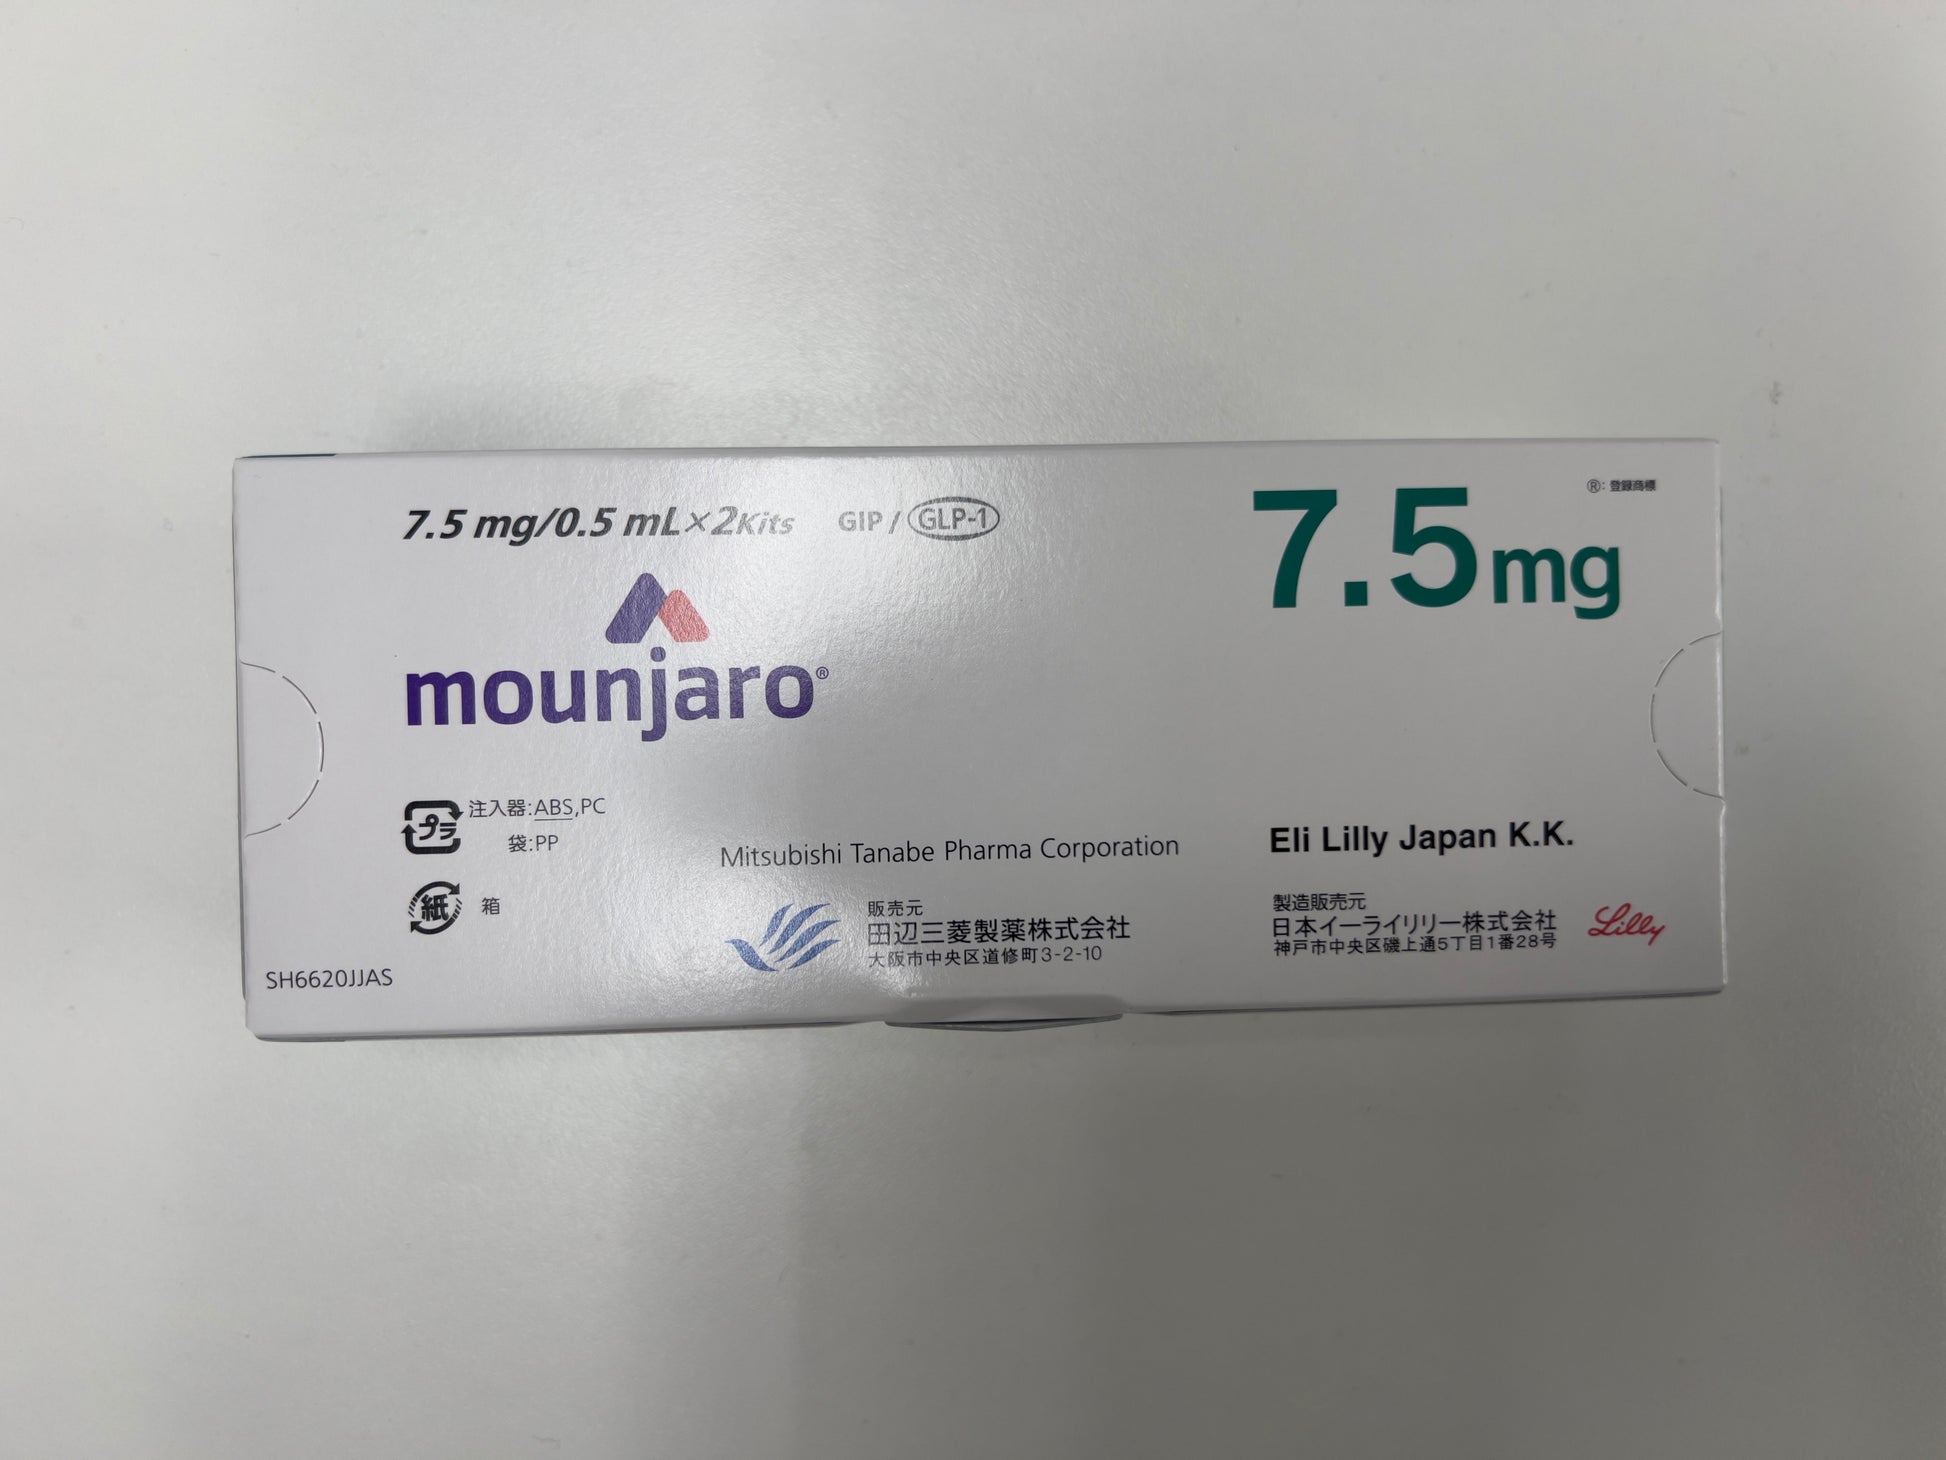 7.5 mg/0.5 mL×2Kits GIP / GLP-1
7.5mg
®: 登録商標
mounjaro®
プラ 注入器:ABS,PC
袋:PP
紙 箱
SH6620JJAS
Mitsubishi Tanabe Pharma Corporation
販売元
田辺三菱製薬株式会社
大阪市中央区道修町3-2-10
Eli Lilly Japan K.K.
製造販売元
日本イーライリリー株式会社
神戸市中央区磯上通5丁目1番28号
Lilly